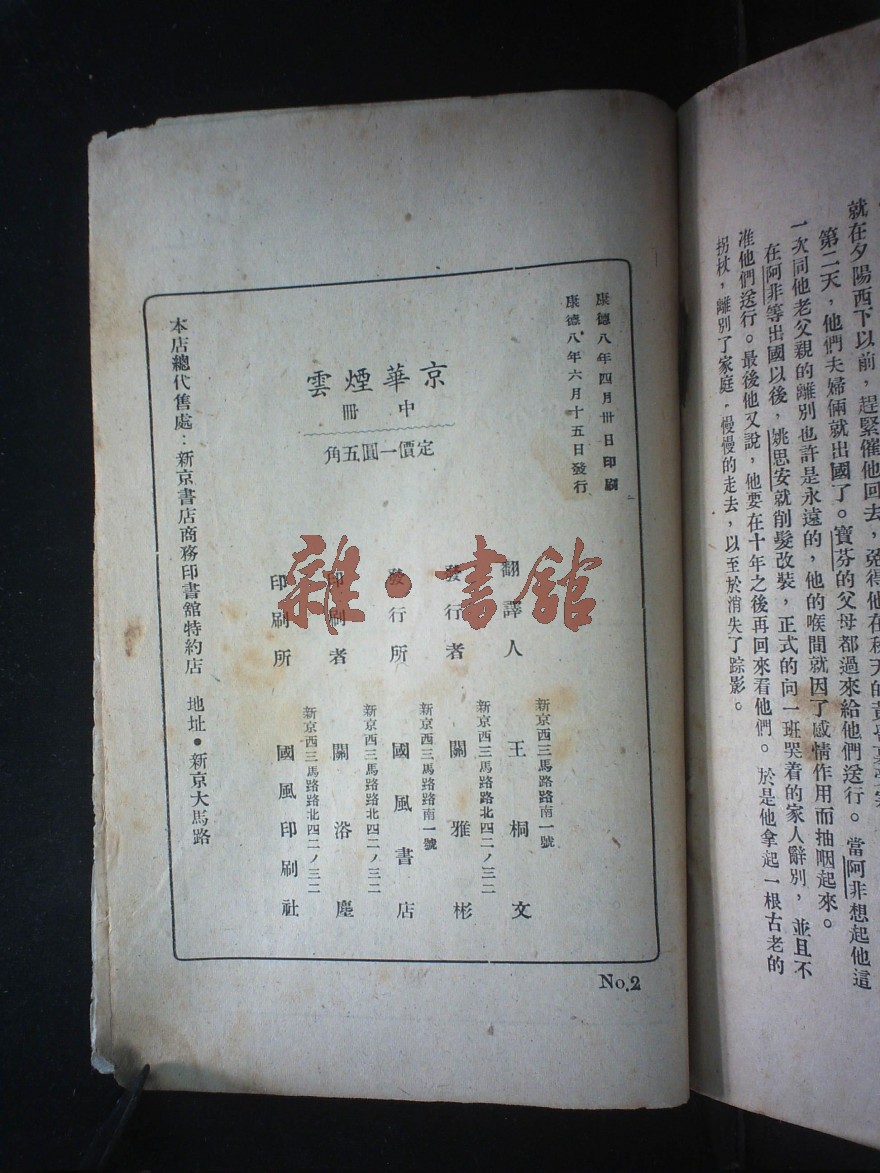 就在夕陽西下以前，趕緊催他回去，
第二天，他們夫婦倆就出國了。寶芬的父母都過來給他們送行。當阿非想起他這
一次同他老父親的離別也許是永遠的，他的喉間就因了感情作用而抽咽起來。
在阿非等出國以後，姚思安就削髮改裝，正式的向一班哭着的家人辭別，並且不
准他們送行。最後他又說，他要在十年之後再回來看他們。於是他拿起一根古老的
拐杖，離別了家庭，慢慢的走去，以至於消失了踪影。
康德八年四月卅日印刷
康德八年六月十五日發行
京華煙雲
中冊
定價一圓五角
新京西三馬路路南一號
翻譯人 王桐文
新京西三馬路路北四二ノ三二
發行者 關雅彬
新京西三馬路路南一號
發行所 國風書店
新京西三馬路路北四二ノ三二
印刷者 關浴塵
新京西三馬路路北四二ノ三二
印刷所 國風印刷社
本店總代售處：新京書店商務印書館特約店 地址・新京大馬路
No.2
雜・書館